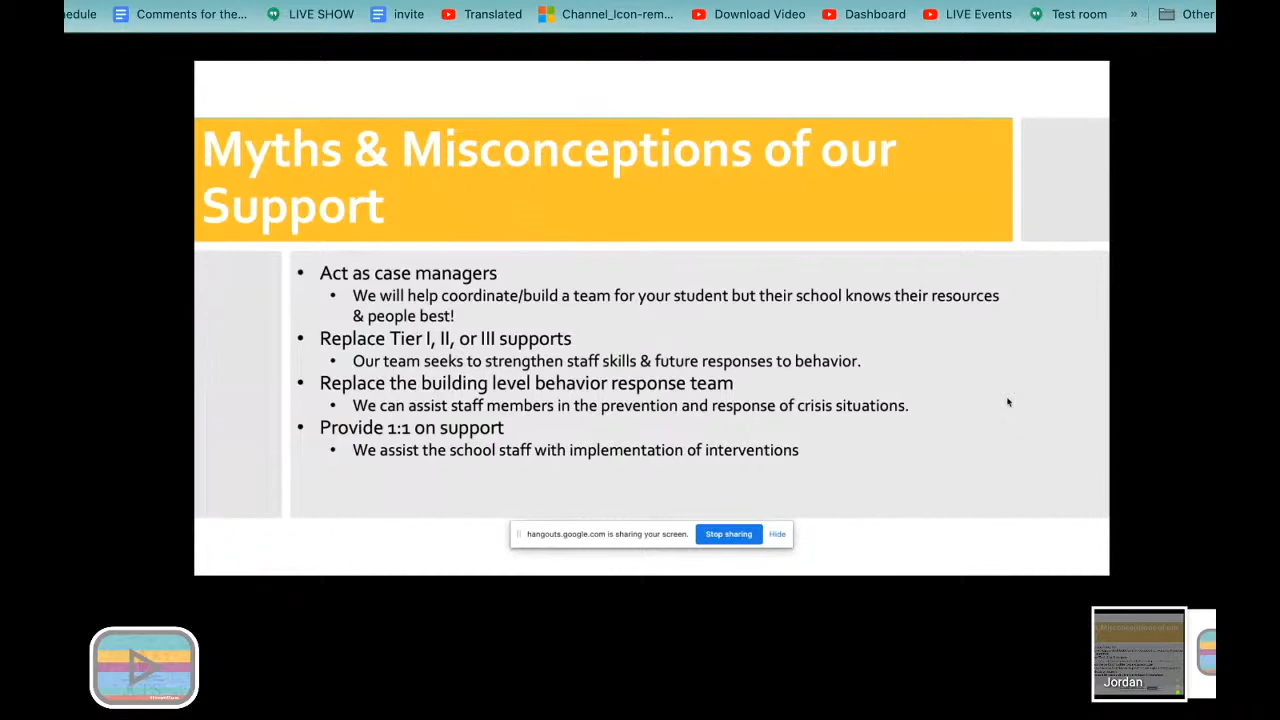 hedule
Comments for the...
LIVE SHOW
invite
Translated
Channel_Icon-rem...
Download Video
Dashboard
LIVE Events
Test room
»
Other
Myths & Misconceptions of our
Support
• Act as case managers
• We will help coordinate/build a team for your student but their school knows their resources
& people best!
• Replace Tier I, II, or III supports
• Our team seeks to strengthen staff skills & future responses to behavior.
• Replace the building level behavior response team
• We can assist staff members in the prevention and response of crisis situations.
• Provide 1:1 on support
• We assist the school staff with implementation of interventions
hangouts.google.com is sharing your screen.
Stop sharing
Hide
Misconceptions of our
Jordan